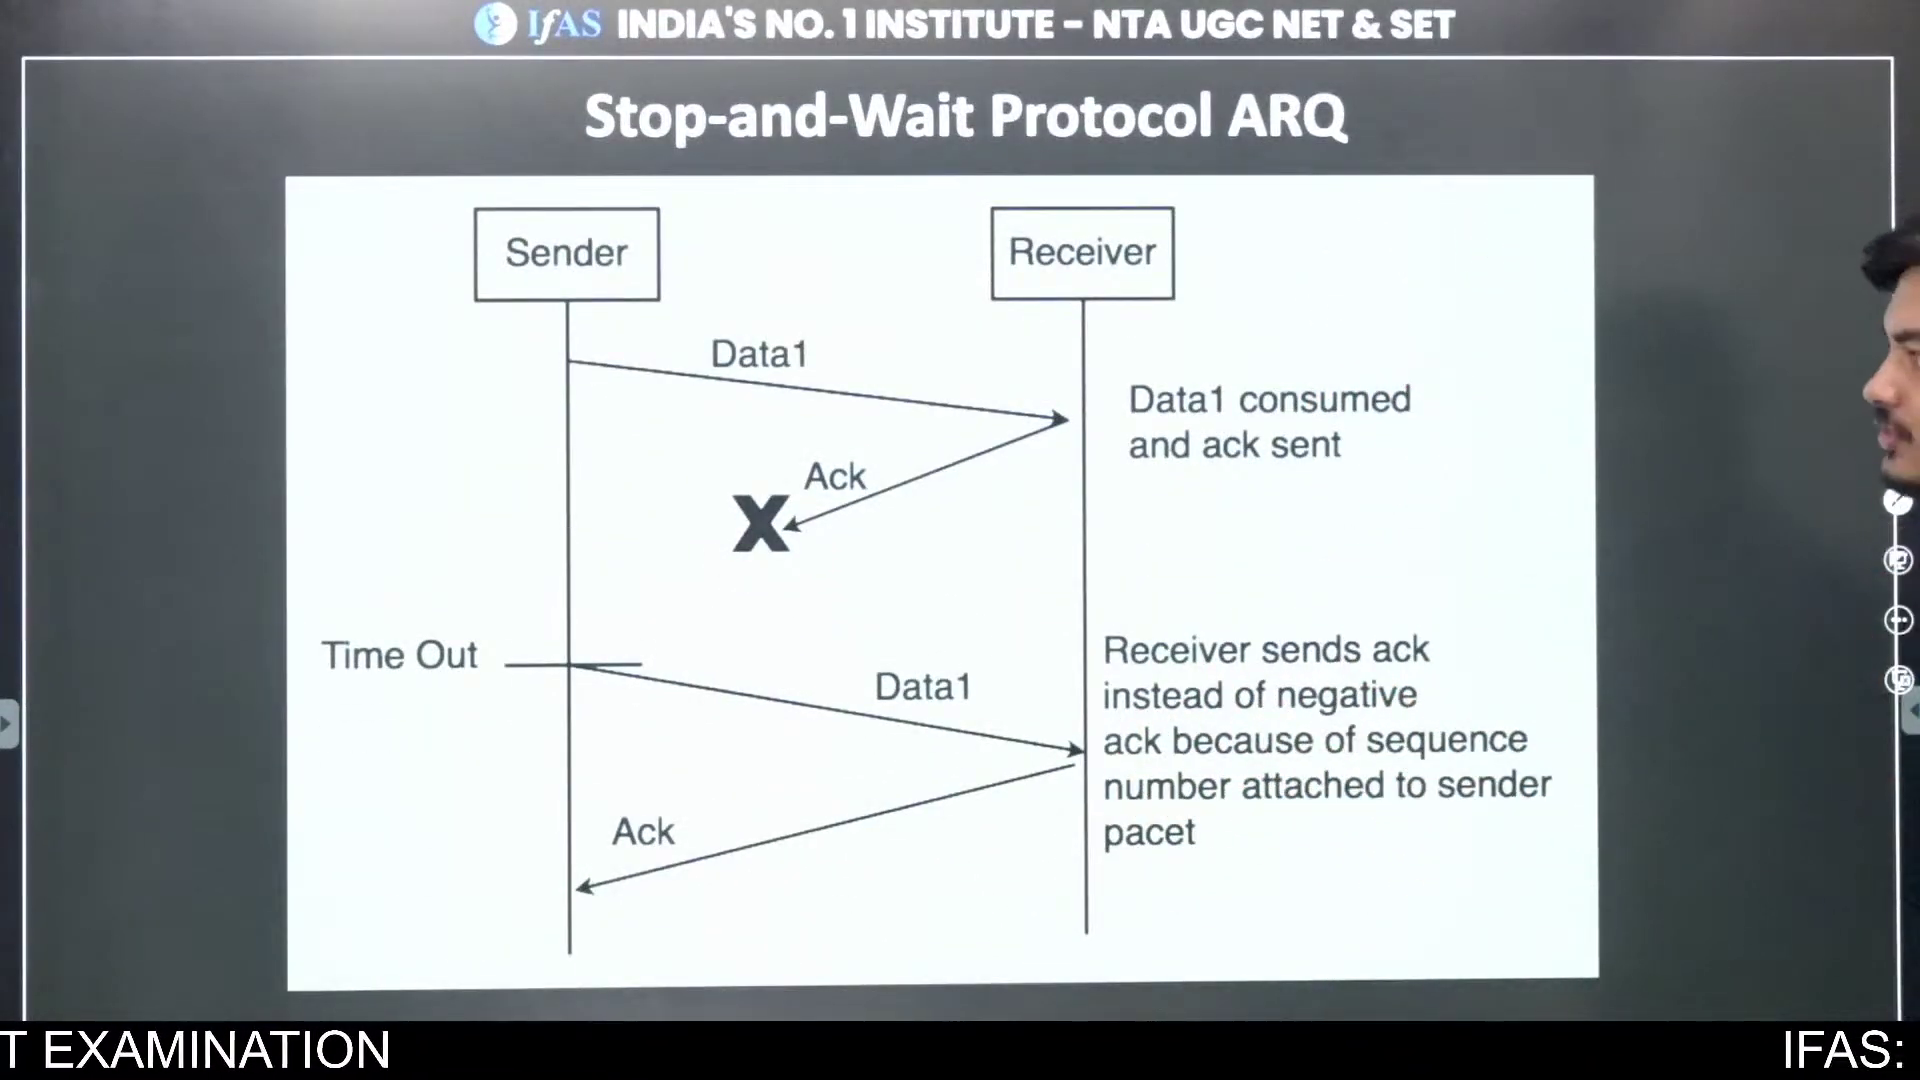 IfAS INDIA'S NO. 1 INSTITUTE – NTA UGC NET & SET
Stop-and-Wait Protocol ARQ
Sender
Receiver
Data1
Data1 consumed
and ack sent
Ack
X
Time Out
Data1
Receiver sends ack
instead of negative
ack because of sequence
number attached to sender
pacet
Ack
T EXAMINATION
IFAS: